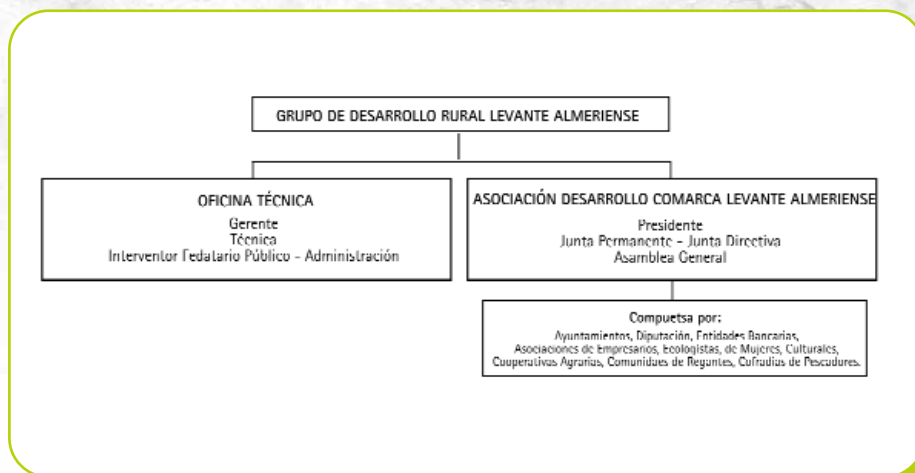 GRUPO DE DESARROLLO RURAL LEVANTE ALMERIENSE
OFICINA TÉCNICA
Gerente
Técnica
Interventor Fedatario Público - Administración
ASOCIACIÓN DESARROLLO COMARCA LEVANTE ALMERIENSE
Presidente
Junta Permanente - Junta Directiva
Asamblea General
Compuetsa por:
Ayuntamientos, Diputación, Entidades Bancarias,
Asociaciones de Empresarios, Ecologistas, de Mujeres, Culturales,
Cooperativas Agrarias, Comunidaes de Regantes, Cofradias de Pescadores.